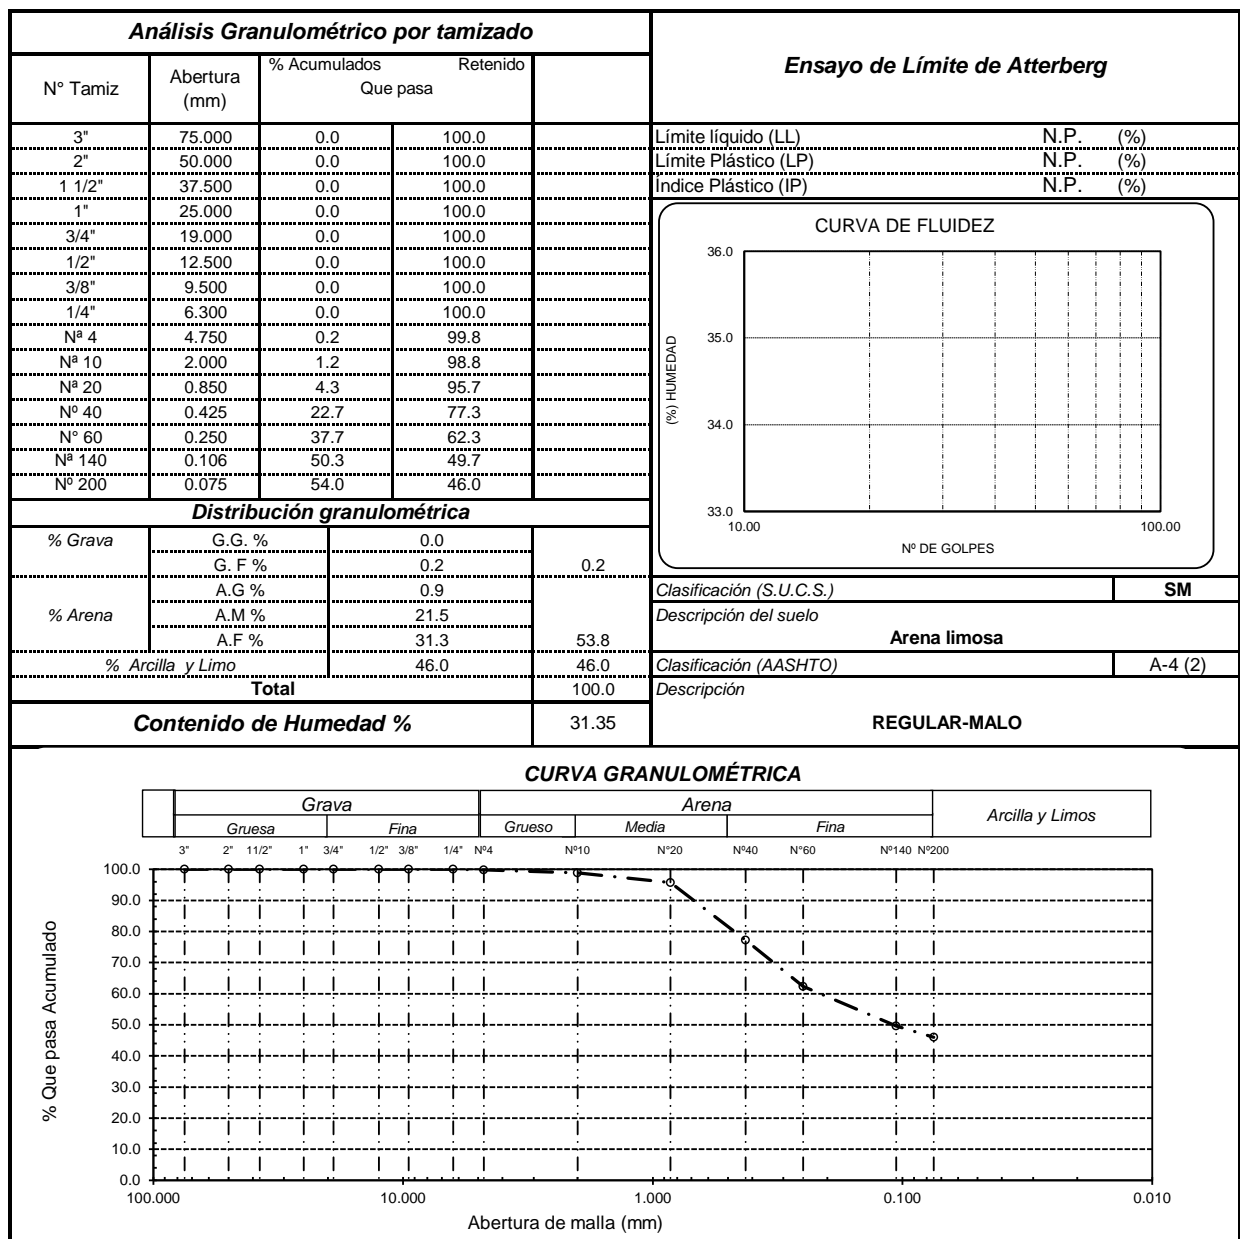 Análisis Granulométrico por tamizado
Ensayo de Límite de Atterberg
N° Tamiz Abertura (mm) % Acumulados Retenido Que pasa
3" 75.000 0.0 100.0
2" 50.000 0.0 100.0
1 1/2" 37.500 0.0 100.0
1" 25.000 0.0 100.0
3/4" 19.000 0.0 100.0
1/2" 12.500 0.0 100.0
3/8" 9.500 0.0 100.0
1/4" 6.300 0.0 100.0
Nª 4 4.750 0.2 99.8
Nª 10 2.000 1.2 98.8
Nª 20 0.850 4.3 95.7
Nº 40 0.425 22.7 77.3
N° 60 0.250 37.7 62.3
Nª 140 0.106 50.3 49.7
Nº 200 0.075 54.0 46.0
Distribución granulométrica
% Grava G.G. % 0.0
G. F % 0.2 0.2
A.G % 0.9
% Arena A.M % 21.5
A.F % 31.3 53.8
% Arcilla y Limo 46.0 46.0
Total 100.0
Contenido de Humedad % 31.35
Límite líquido (LL) N.P. (%)
Límite Plástico (LP) N.P. (%)
Índice Plástico (IP) N.P. (%)
CURVA DE FLUIDEZ
36.0
35.0
34.0
33.0
(%) HUMEDAD
10.00 100.00
Nº DE GOLPES
Clasificación (S.U.C.S.) SM
Descripción del suelo
Arena limosa
Clasificación (AASHTO) A-4 (2)
Descripción
REGULAR-MALO
CURVA GRANULOMÉTRICA
Grava Arena Arcilla y Limos
Gruesa Fina Grueso Media Fina
3" 2" 11/2" 1" 3/4" 1/2" 3/8" 1/4" Nº4 Nº10 N°20 N°40 N°60 Nº140 Nº200
100.0
90.0
80.0
70.0
60.0
50.0
40.0
30.0
20.0
10.0
0.0
% Que pasa Acumulado
100.000 10.000 1.000 0.100 0.010
Abertura de malla (mm)